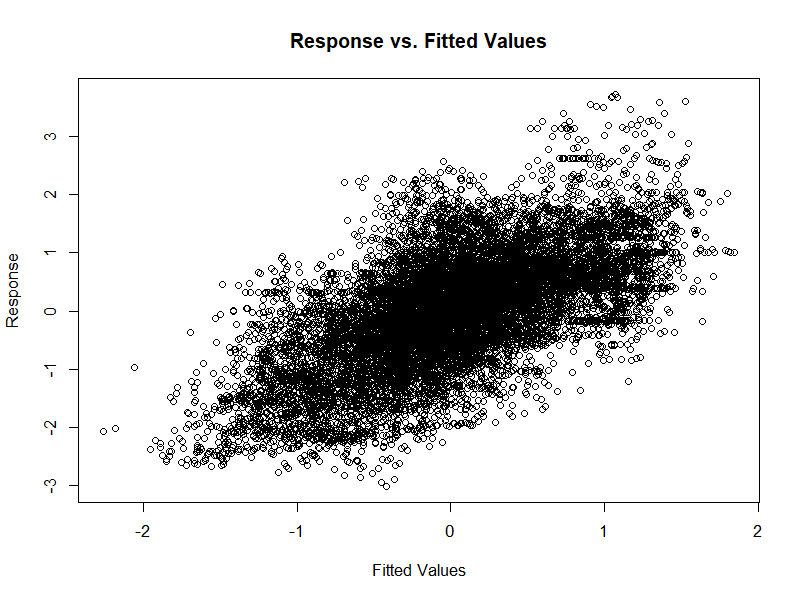 Response vs. Fitted Values
3
2
1
0
-1
-2
-3
Response
-2 -1 0 1 2
Fitted Values